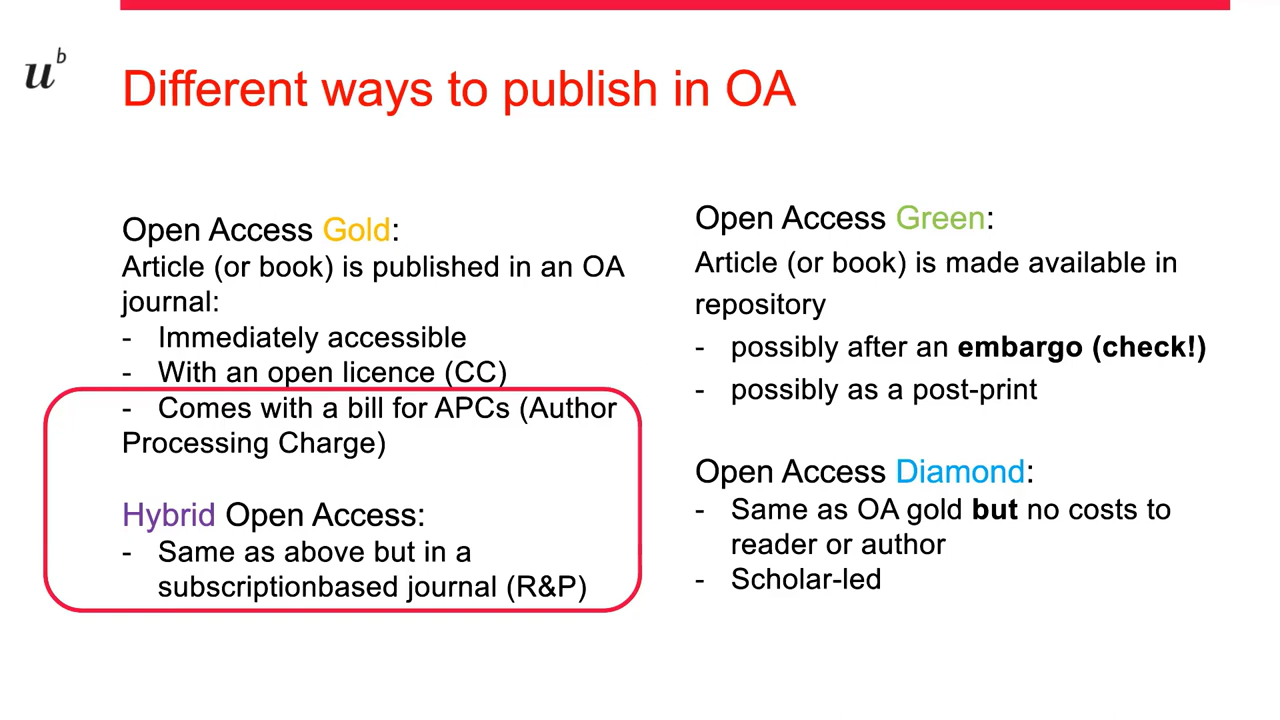 u b
Different ways to publish in OA
Open Access Gold:
Article (or book) is published in an OA
journal:
- Immediately accessible
- With an open licence (CC)
- Comes with a bill for APCs (Author
Processing Charge)
Hybrid Open Access:
- Same as above but in a
subscriptionbased journal (R&P)
Open Access Green:
Article (or book) is made available in
repository
- possibly after an embargo (check!)
- possibly as a post-print
Open Access Diamond:
- Same as OA gold but no costs to
reader or author
- Scholar-led